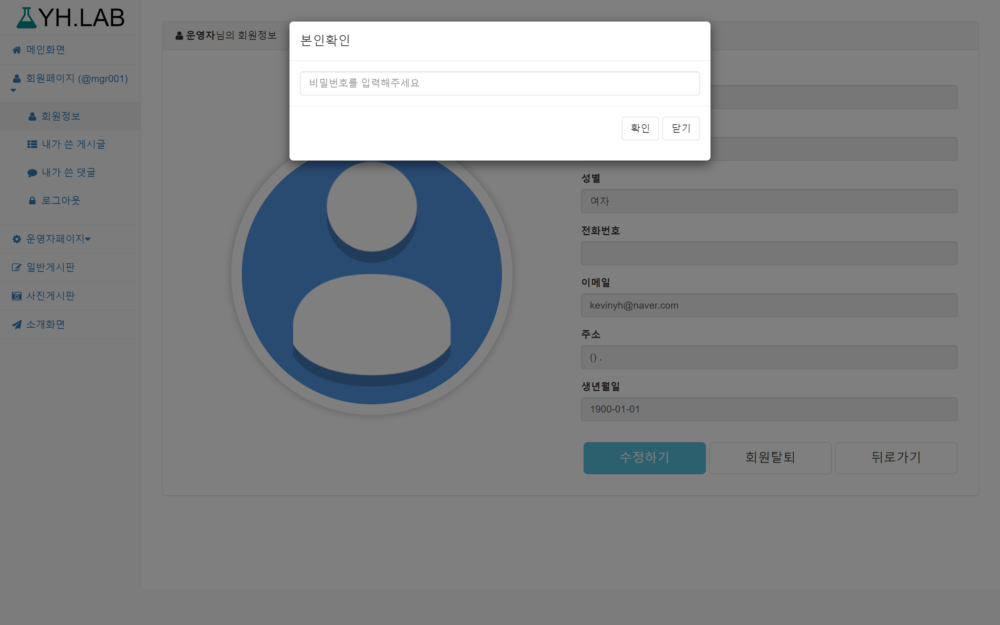 YH.LAB
메인화면
회원페이지 (@mgr001)
회원정보
내가 쓴 게시글
내가 쓴 댓글
로그아웃
운영자페이지
일반게시판
사진게시판
소개화면
운영자님의 회원정보
본인확인
비밀번호를 입력해주세요
확인 닫기
성별
여자
전화번호
이메일
kevinyh@naver.com
주소
() .
생년월일
1900-01-01
수정하기 회원탈퇴 뒤로가기